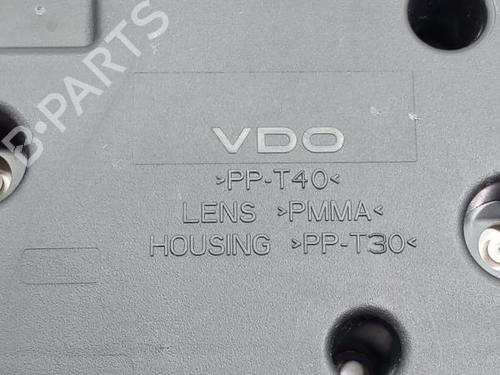 VDO
>PP-T40<
LENS >PMMA<
HOUSING >PP-T30<
B-PARTS